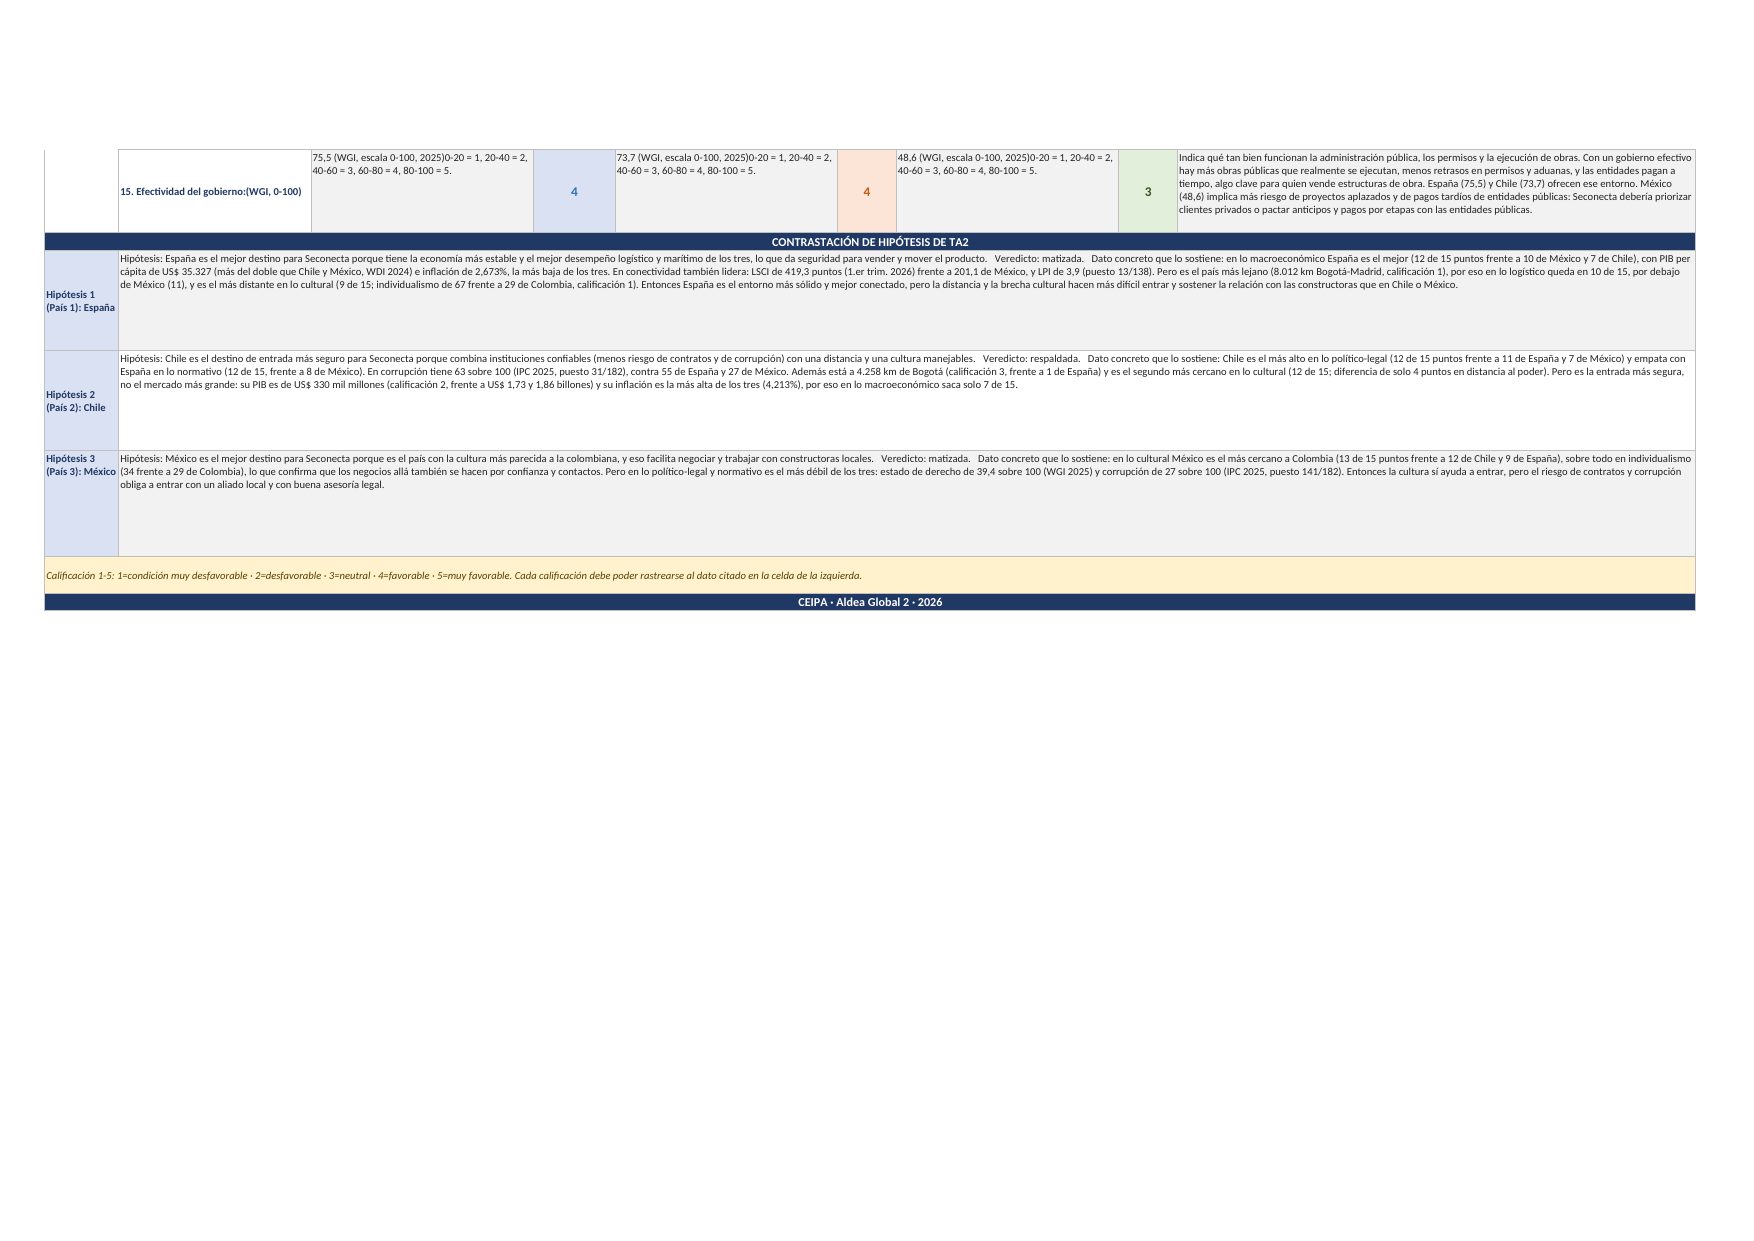 15. Efectividad del gobierno:(WGI, 0-100)
75,5 (WGI, escala 0-100, 2025)0-20 = 1, 20-40 = 2,
40-60 = 3, 60-80 = 4, 80-100 = 5.
4
73,7 (WGI, escala 0-100, 2025)0-20 = 1, 20-40 = 2,
40-60 = 3, 60-80 = 4, 80-100 = 5.
4
48,6 (WGI, escala 0-100, 2025)0-20 = 1, 20-40 = 2,
40-60 = 3, 60-80 = 4, 80-100 = 5.
3
Indica qué tan bien funcionan la administración pública, los permisos y la ejecución de obras. Con un gobierno efectivo
hay más obras públicas que realmente se ejecutan, menos retrasos en permisos y aduanas, y las entidades pagan a
tiempo, algo clave para quien vende estructuras de obra. España (75,5) y Chile (73,7) ofrecen ese entorno. México
(48,6) implica más riesgo de proyectos aplazados y de pagos tardíos de entidades públicas: Seconecta debería priorizar
clientes privados o pactar anticipos y pagos por etapas con las entidades públicas.
CONTRASTACIÓN DE HIPÓTESIS DE TA2
Hipótesis 1
(País 1): España
Hipótesis: España es el mejor destino para Seconecta porque tiene la economía más estable y el mejor desempeño logístico y marítimo de los tres, lo que da seguridad para vender y mover el producto.   Veredicto: matizada.   Dato concreto que lo sostiene: en lo macroeconómico España es el mejor (12 de 15 puntos frente a 10 de México y 7 de Chile), con PIB per
cápita de US$ 35.327 (más del doble que Chile y México, WDI 2024) e inflación de 2,673%, la más baja de los tres. En conectividad también lidera: LSCI de 419,3 puntos (1.er trim. 2026) frente a 201,1 de México, y LPI de 3,9 (puesto 13/138). Pero es el país más lejano (8.012 km Bogotá-Madrid, calificación 1), por eso en lo logístico queda en 10 de 15, por debajo
de México (11), y es el más distante en lo cultural (9 de 15; individualismo de 67 frente a 29 de Colombia, calificación 1). Entonces España es el entorno más sólido y mejor conectado, pero la distancia y la brecha cultural hacen más difícil entrar y sostener la relación con las constructoras que en Chile o México.
Hipótesis 2
(País 2): Chile
Hipótesis: Chile es el destino de entrada más seguro para Seconecta porque combina instituciones confiables (menos riesgo de contratos y de corrupción) con una distancia y una cultura manejables.   Veredicto: respaldada.   Dato concreto que lo sostiene: Chile es el más alto en lo político-legal (12 de 15 puntos frente a 11 de España y 7 de México) y empata con
España en lo normativo (12 de 15, frente a 8 de México). En corrupción tiene 63 sobre 100 (IPC 2025, puesto 31/182), contra 55 de España y 27 de México. Además está a 4.258 km de Bogotá (calificación 3, frente a 1 de España) y es el segundo más cercano en lo cultural (12 de 15; diferencia de solo 4 puntos en distancia al poder). Pero es la entrada más segura,
no el mercado más grande: su PIB es de US$ 330 mil millones (calificación 2, frente a US$ 1,73 y 1,86 billones) y su inflación es la más alta de los tres (4,213%), por eso en lo macroeconómico saca solo 7 de 15.
Hipótesis 3
(País 3): México
Hipótesis: México es el mejor destino para Seconecta porque es el país con la cultura más parecida a la colombiana, y eso facilita negociar y trabajar con constructoras locales.   Veredicto: matizada.   Dato concreto que lo sostiene: en lo cultural México es el más cercano a Colombia (13 de 15 puntos frente a 12 de Chile y 9 de España), sobre todo en individualismo
(34 frente a 29 de Colombia), lo que confirma que los negocios allá también se hacen por confianza y contactos. Pero en lo político-legal y normativo es el más débil de los tres: estado de derecho de 39,4 sobre 100 (WGI 2025) y corrupción de 27 sobre 100 (IPC 2025, puesto 141/182). Entonces la cultura sí ayuda a entrar, pero el riesgo de contratos y corrupción
obliga a entrar con un aliado local y con buena asesoría legal.
Calificación 1-5: 1=condición muy desfavorable · 2=desfavorable · 3=neutral · 4=favorable · 5=muy favorable. Cada calificación debe poder rastrearse al dato citado en la celda de la izquierda.
CEIPA · Aldea Global 2 · 2026